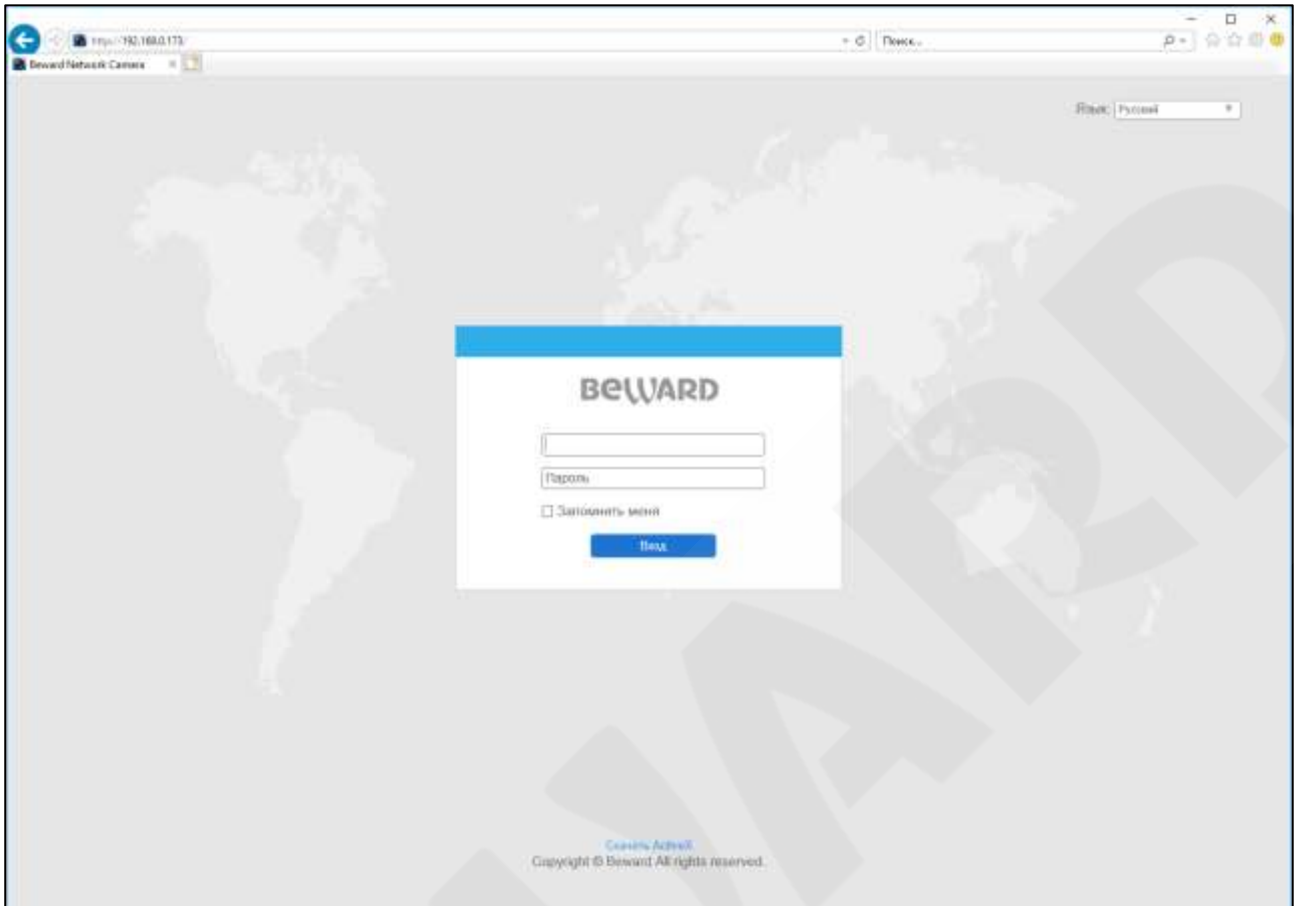 http://192.168.0.173/
Поиск...
Beward Network Camera
Язык: Русский
BEWARD
Пароль
Запомнить меня
Вход
Скачать ActiveX
Copyright © Beward All rights reserved.